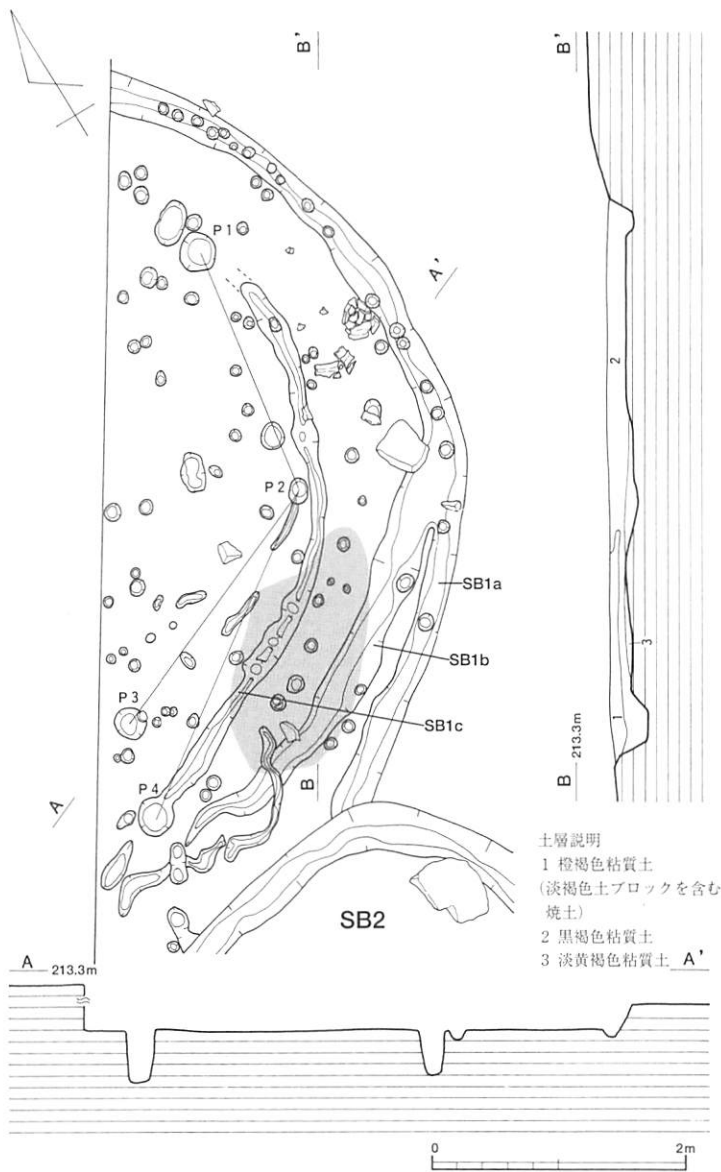 B'
B'
P1
A'
P2
SB1a
2
SB1b
3
P3
SB1c
1
P4
B
B 213.3m
A
SB2
土層説明
1 橙褐色粘質土
(淡褐色土ブロックを含む
焼土)
2 黒褐色粘質土
3 淡黄褐色粘質土
A 213.3m
A'
0 2m